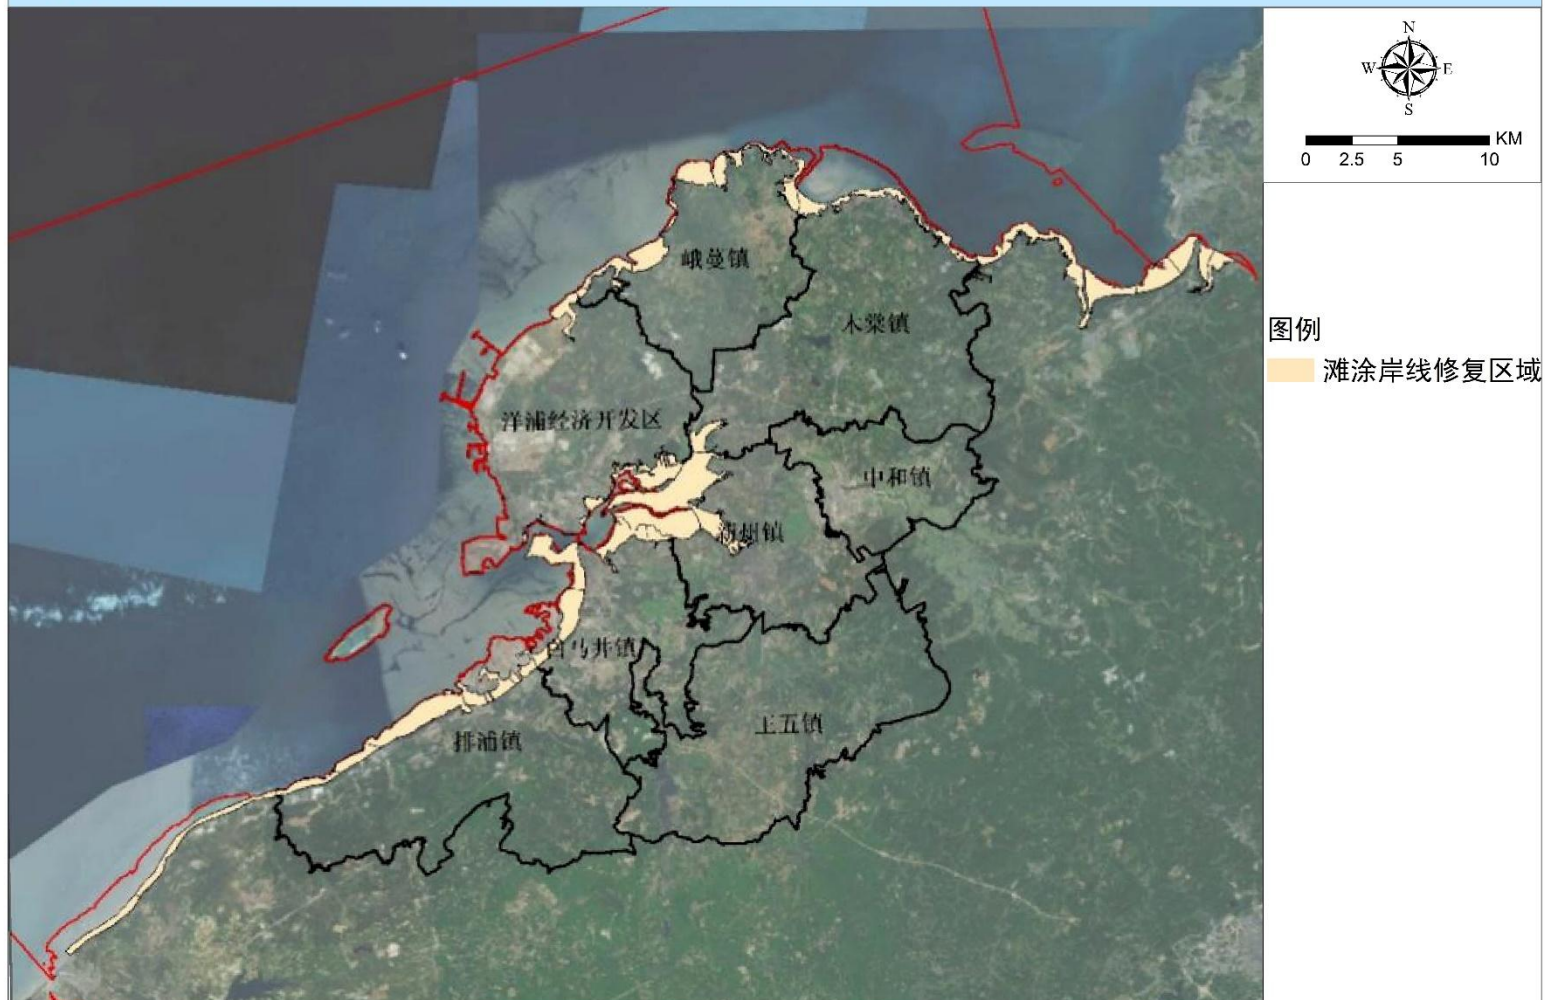 N
W E
S
KM
0 2.5 5 10
峨蔓镇
木棠镇
图例
滩涂岸线修复区域
洋浦经济开发区
中和镇
新州镇
白马井镇
王五镇
排浦镇